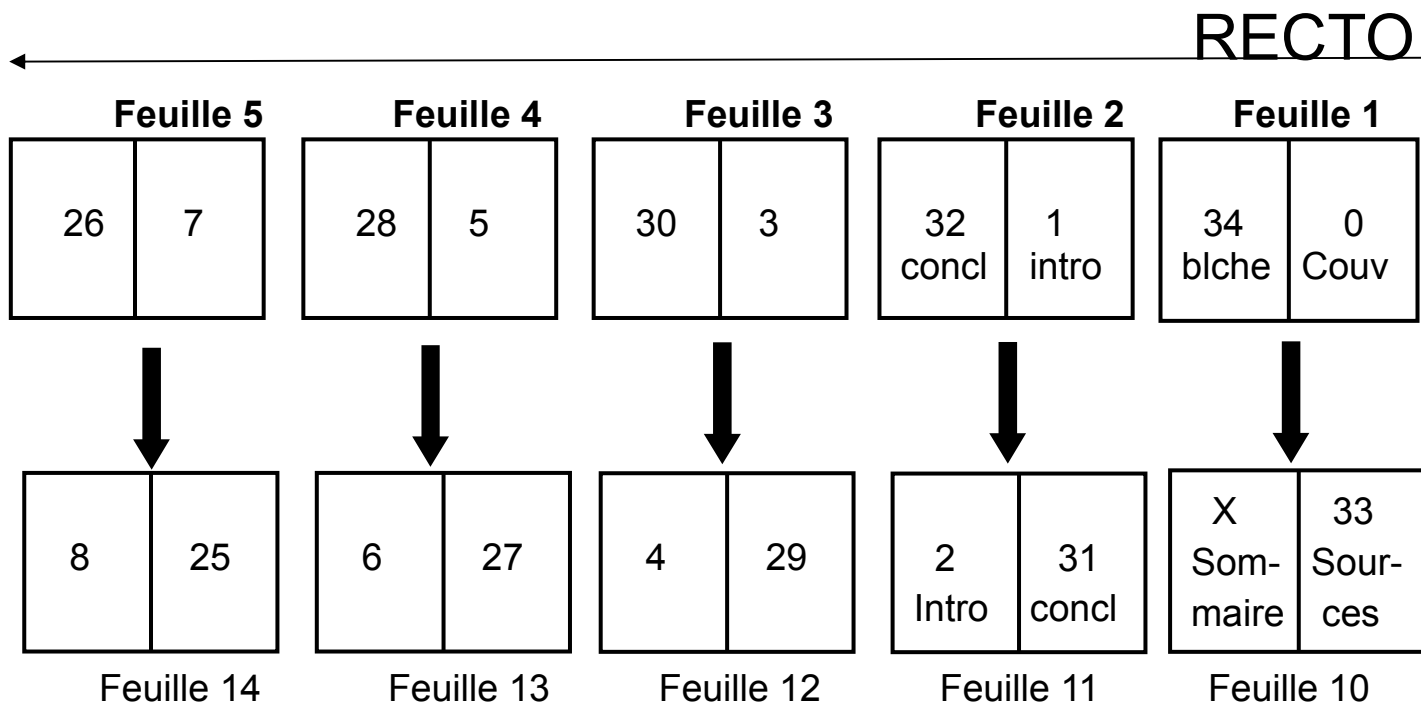 RECTO
Feuille 5 Feuille 4 Feuille 3 Feuille 2 Feuille 1
26 7 28 5 30 3 32 1 34 0
concl intro blche Couv
8 25 6 27 4 29 2 31 X 33
Intro concl Som- Sour-
maire ces
Feuille 14 Feuille 13 Feuille 12 Feuille 11 Feuille 10